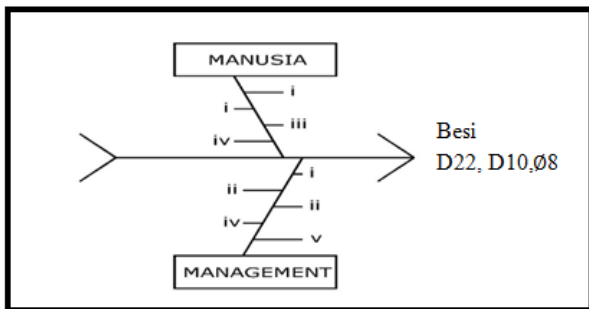 MANUSIA
i
i
iii
iv
Besi
D22, D10,Ø8
i
ii
ii
iv
v
MANAGEMENT